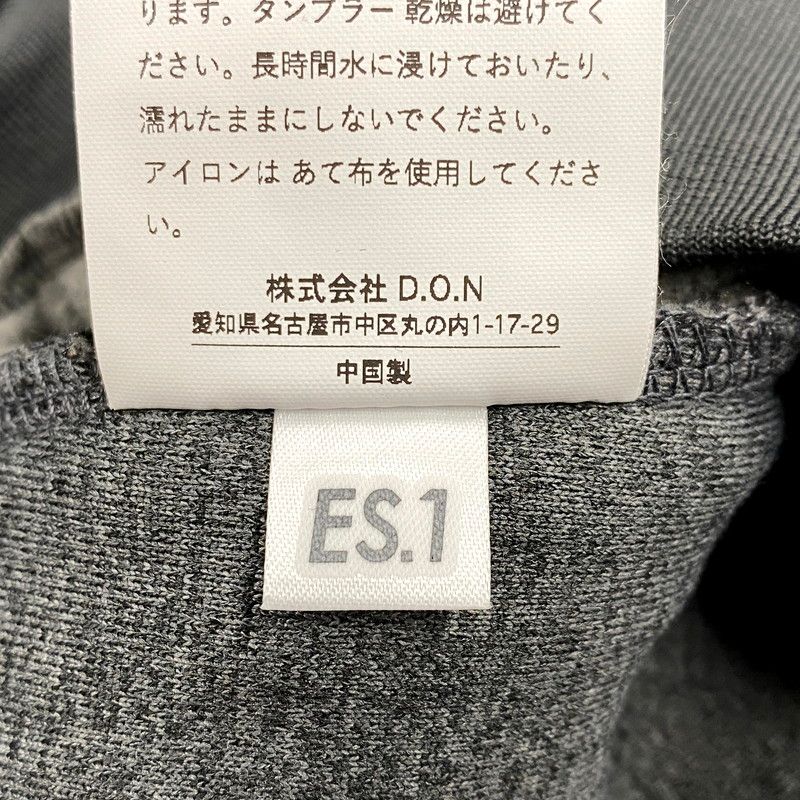 ります。タンブラー 乾燥は避けてく
ださい。長時間水に浸けておいたり、
濡れたままにしないでください。
アイロンは あて布を使用してくださ
い。
株式会社 D.O.N
愛知県名古屋市中区丸の内1-17-29
中国製
ES.1